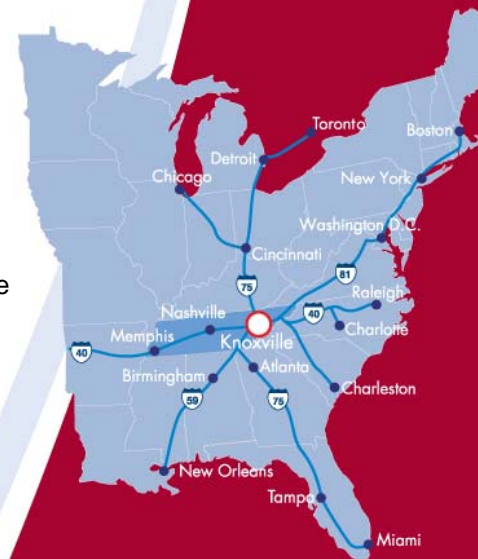 Toronto
Boston
Detroit
Chicago
New York
Washington D.C.
Cincinnati
81
75
Raleigh
Nashville
40
Memphis
Knoxville
Charlotte
40
Atlanta
Birmingham
Charleston
59
75
New Orleans
Tampa
Miami